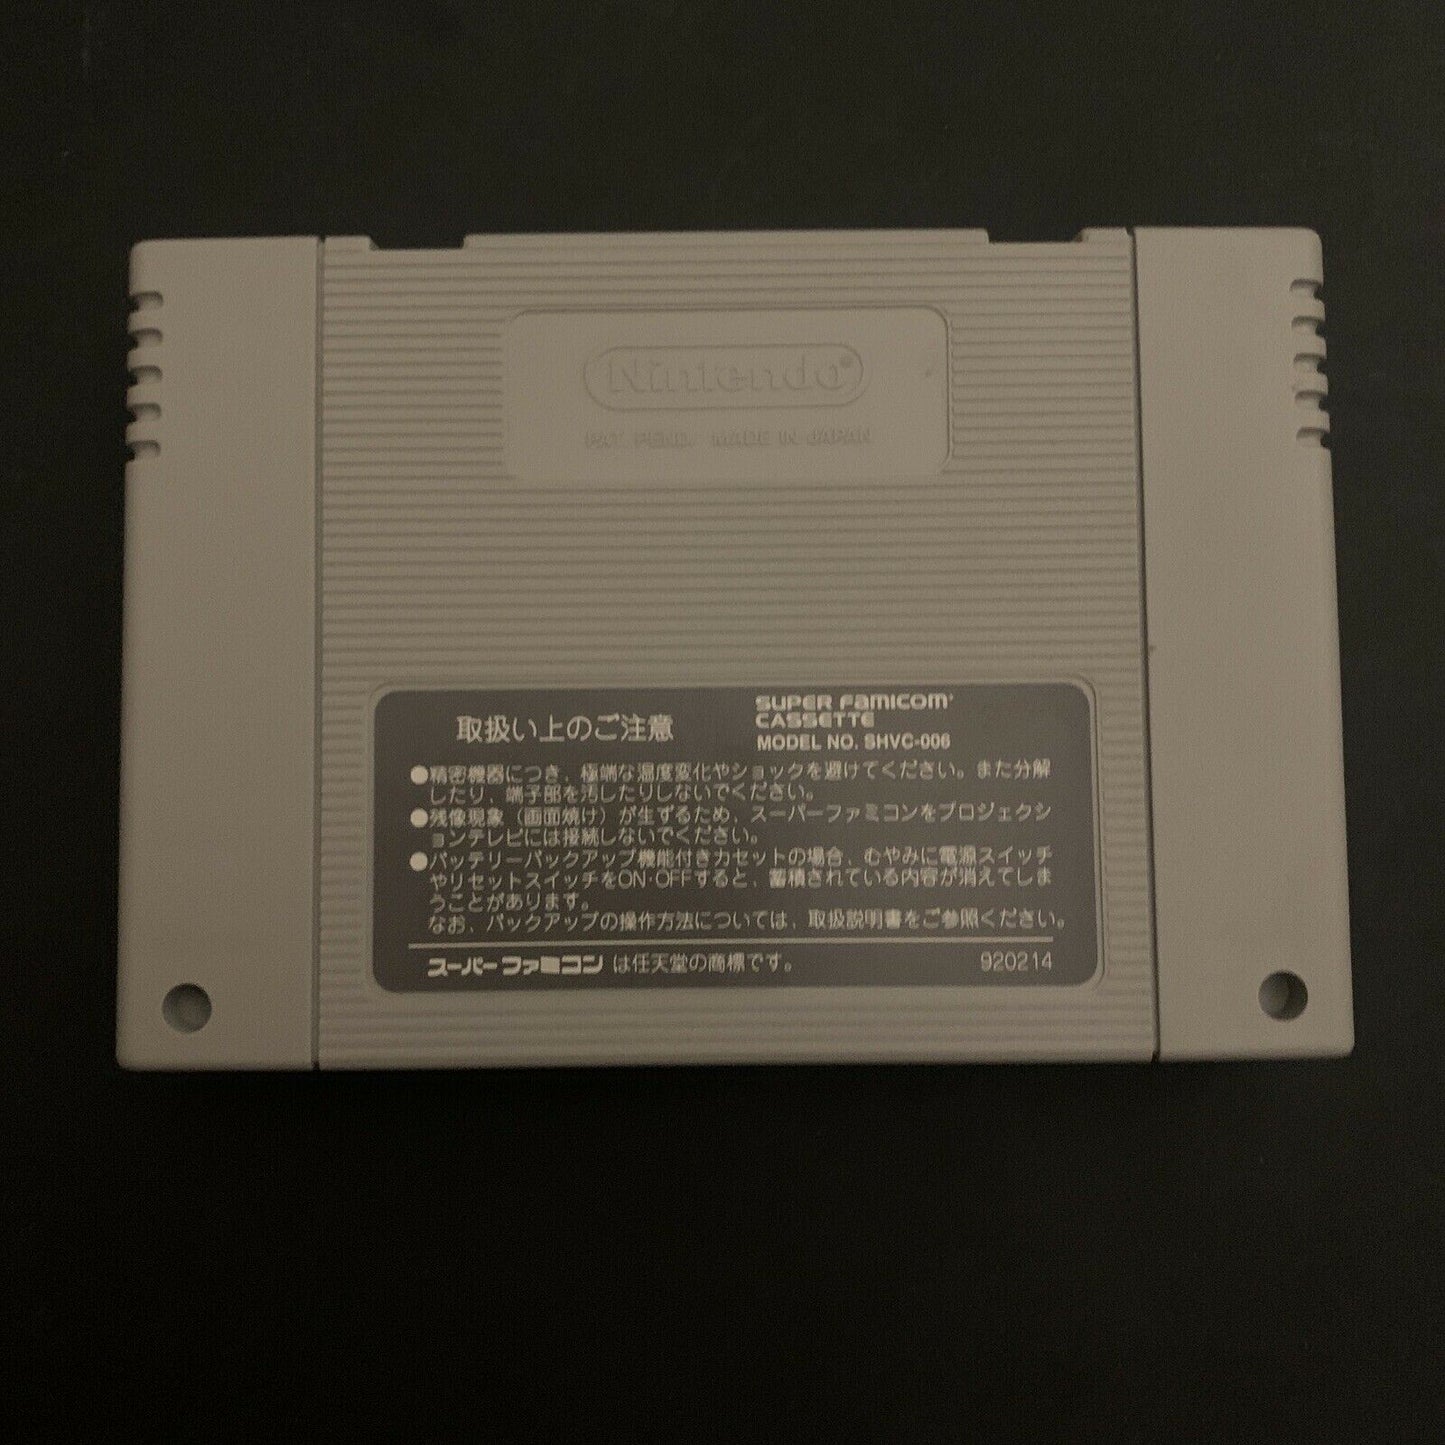 Nintendo®
PAT. PEND. MADE IN JAPAN
取扱い上のご注意
SUPER FAMICOM
CASSETTE
MODEL NO. SHVC-006
●精密機器につき、極端な温度変化やショックを避けてください。また分解
したり、端子部を汚したりしないでください。
●残像現象（画面焼け）が生ずるため、スーパーファミコンをプロジェクシ
ョンテレビには接続しないでください。
●バッテリーバックアップ機能付きカセットの場合、むやみに電源スイッチ
やリセットスイッチをON·OFFすると、蓄積されている内容が消えてしま
うことがあります。
なお、バックアップの操作方法については、取扱説明書をご参照ください。
スーパーファミコンは任天堂の商標です。
920214